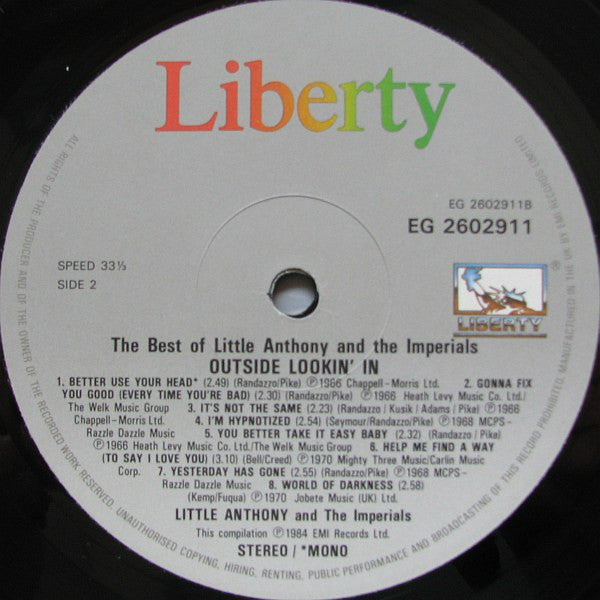 Liberty
EG 2602911B
EG 2602911
SPEED 33⅓
SIDE 2
LIBERTY
®
The Best of Little Anthony and the Imperials
OUTSIDE LOOKIN' IN
1. BETTER USE YOUR HEAD* (2.49) (Randazzo/Pike) ℗1966 Chappell-Morris Ltd. 2. GONNA FIX
YOU GOOD (EVERY TIME YOU'RE BAD) (2.30) (Randazzo/Pike) ℗1966 Heath Levy Music Co. Ltd./
The Welk Music Group 3. IT'S NOT THE SAME (2.23) (Randazzo / Kusik / Adams / Pike) ℗1966
Chappell-Morris Ltd. 4. I'M HYPNOTIZED (2.54) (Seymour/Randazzo/Pike) ℗1968 MCPS-
Razzle Dazzle Music 5. YOU BETTER TAKE IT EASY BABY (2.32) (Randazzo/Pike)
℗1966 Heath Levy Music Co. Ltd./The Welk Music Group 6. HELP ME FIND A WAY
(TO SAY I LOVE YOU) (3.10) (Bell/Creed) ℗1970 Mighty Three Music/Carlin Music
Corp. 7. YESTERDAY HAS GONE (2.55) (Randazzo/Pike) ℗1968 MCPS-
Razzle Dazzle Music 8. WORLD OF DARKNESS (2.58)
(Kemp/Fuqua) ℗1970 Jobete Music (UK) Ltd.
LITTLE ANTHONY and The Imperials
This compilation ℗1984 EMI Records Ltd.
STEREO / *MONO
ALL RIGHTS OF THE PRODUCER AND OF THE OWNER OF THE RECORDED WORK RESERVED. UNAUTHORISED COPYING, HIRING, RENTING, PUBLIC PERFORMANCE AND BROADCASTING OF THIS RECORD PROHIBITED. MANUFACTURED IN THE UK BY EMI RECORDS LIMITED